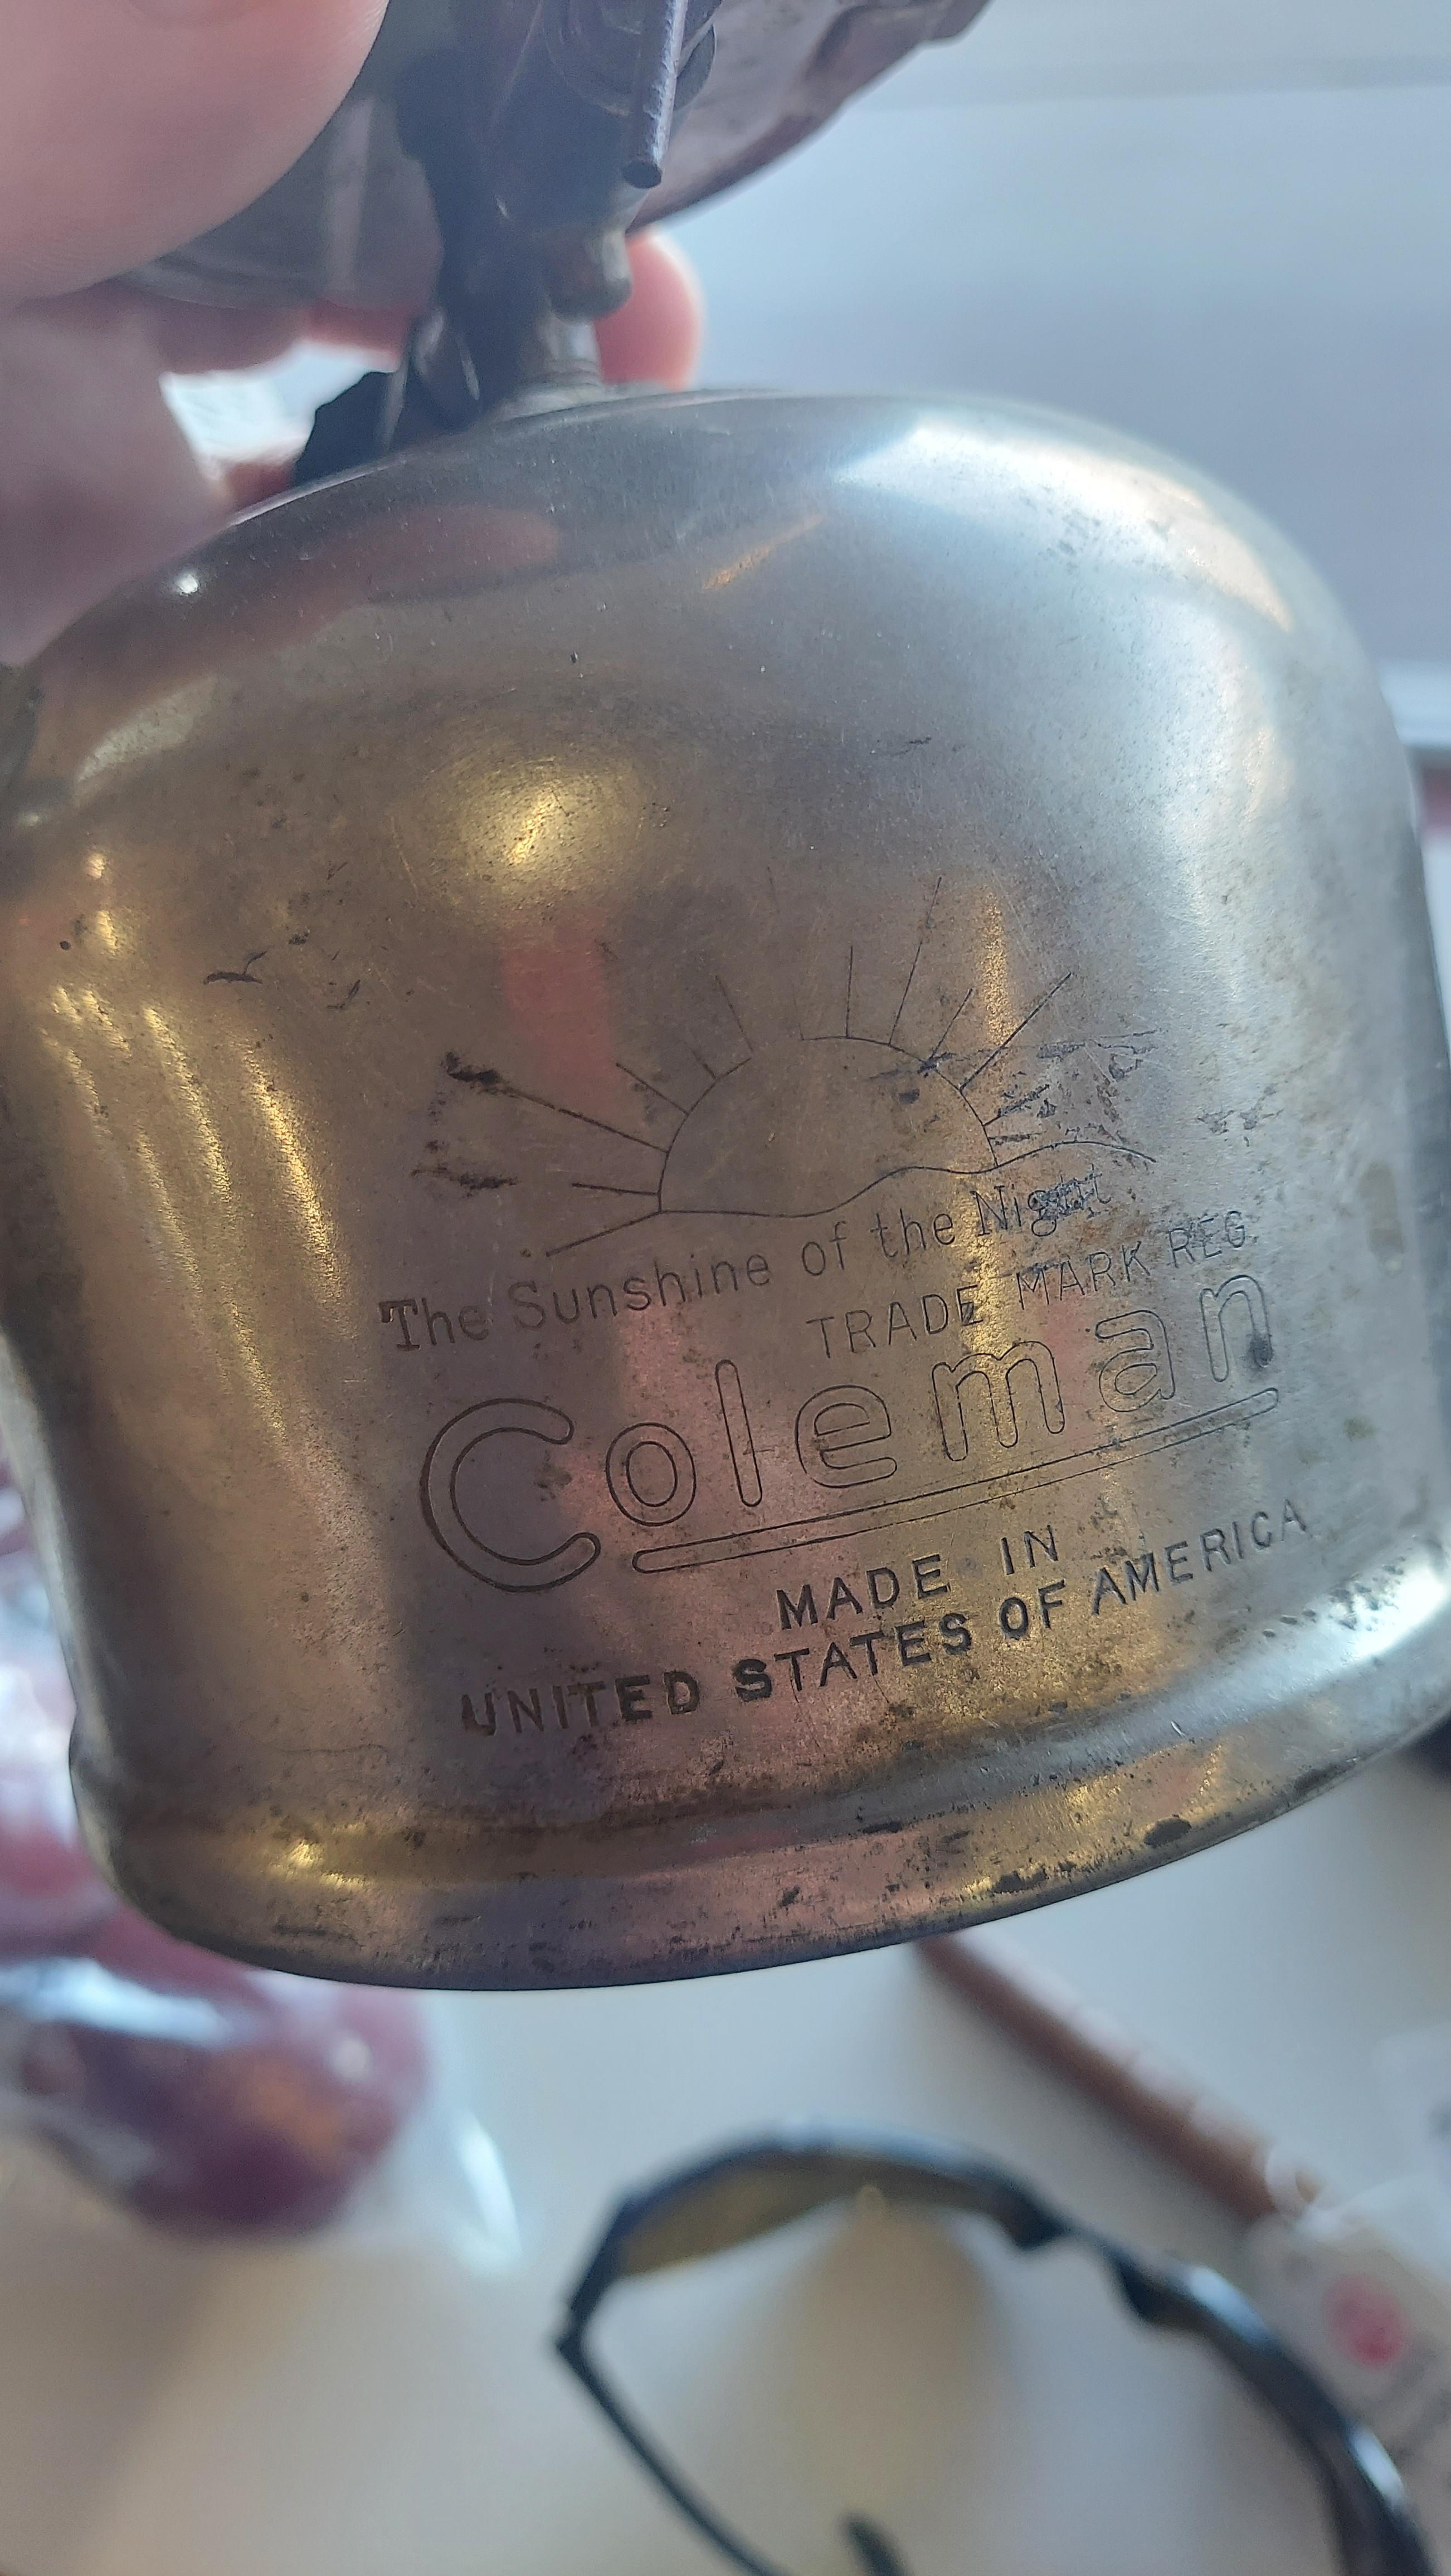 The Sunshine of the Night
TRADE MARK REG.
Coleman
MADE IN
UNITED STATES OF AMERICA